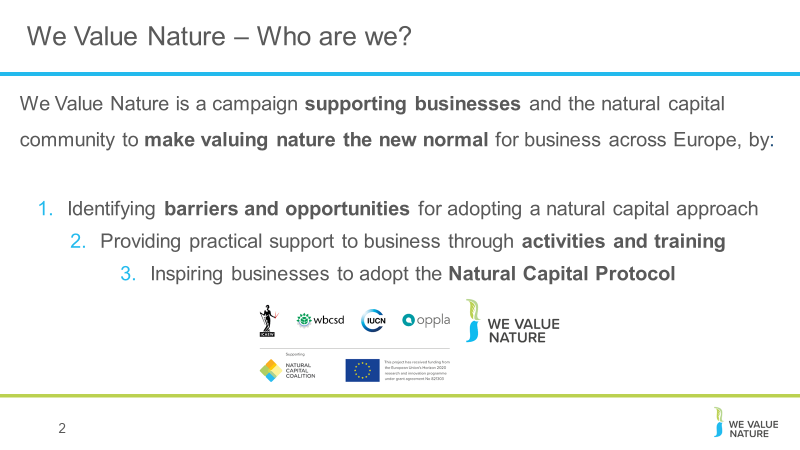 We Value Nature – Who are we?
We Value Nature is a campaign supporting businesses and the natural capital
community to make valuing nature the new normal for business across Europe, by:
1. Identifying barriers and opportunities for adopting a natural capital approach
2. Providing practical support to business through activities and training
3. Inspiring businesses to adopt the Natural Capital Protocol
ICAEW
wbcsd
IUCN
oppla
WE VALUE
NATURE
Supporting
NATURAL
CAPITAL
COALITION
This project has received funding from
the European Union's Horizon 2020
research and innovation programme
under grant agreement No
2
WE VALUE
NATURE